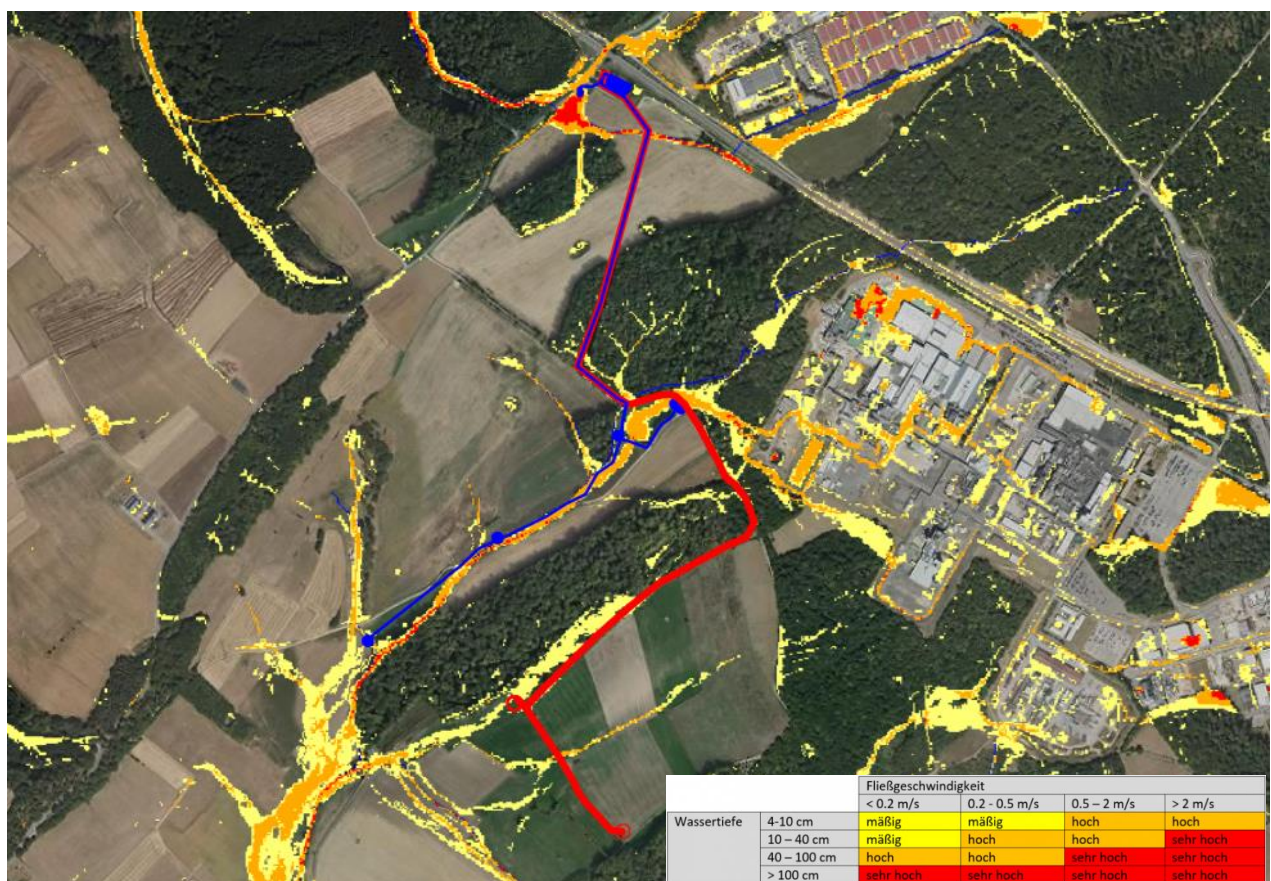 Fließgeschwindigkeit
< 0.2 m/s 0.2 - 0.5 m/s 0.5 – 2 m/s > 2 m/s
Wassertiefe 4-10 cm mäßig mäßig hoch hoch
10 – 40 cm mäßig hoch hoch sehr hoch
40 – 100 cm hoch hoch sehr hoch sehr hoch
> 100 cm sehr hoch sehr hoch sehr hoch sehr hoch